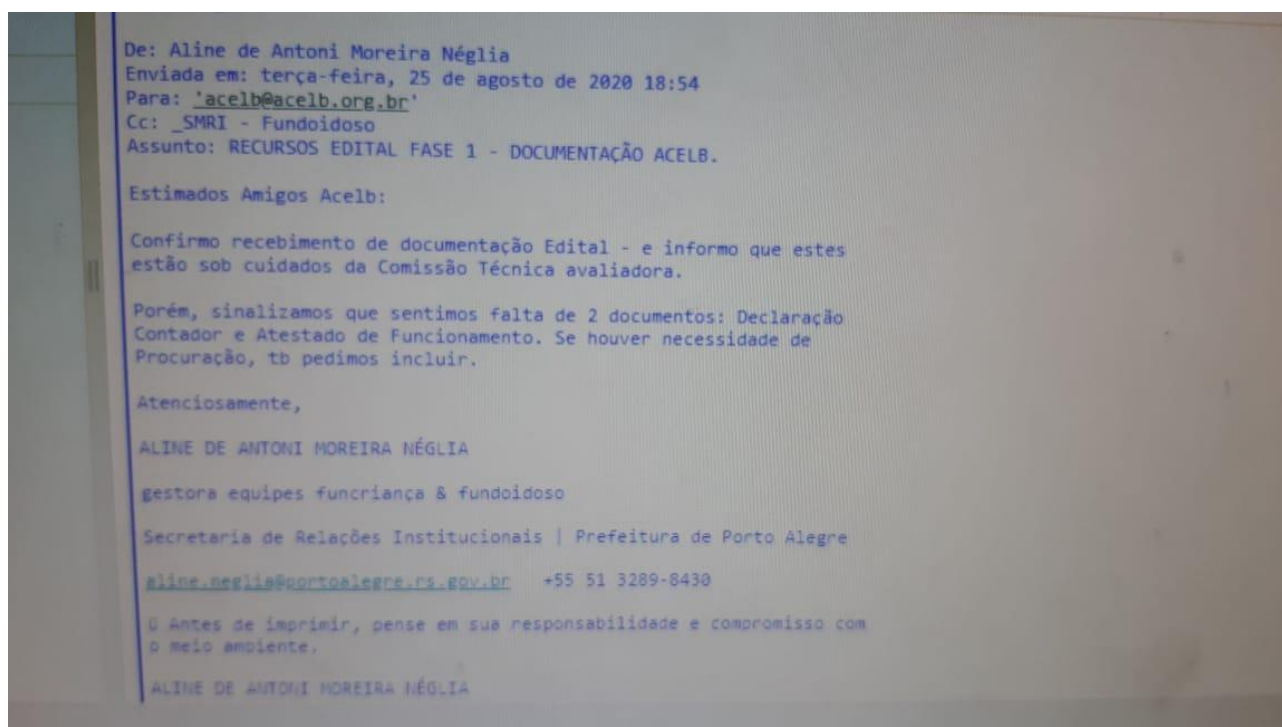 De: Aline de Antoni Moreira Néglia
Enviada em: terça-feira, 25 de agosto de 2020 18:54
Para: 'acelb@acelb.org.br'
Cc: _SMRI - Fundoidoso
Assunto: RECURSOS EDITAL FASE 1 - DOCUMENTAÇÃO ACELB.
Estimados Amigos Acelb:
Confirmo recebimento de documentação Edital - e informo que estes
estão sob cuidados da Comissão Técnica avaliadora.
Porém, sinalizamos que sentimos falta de 2 documentos: Declaração
Contador e Atestado de Funcionamento. Se houver necessidade de
Procuração, tb pedimos incluir.
Atenciosamente,
ALINE DE ANTONI MOREIRA NÉGLIA
gestora equipes funcriança & fundoidoso
Secretaria de Relações Institucionais | Prefeitura de Porto Alegre
aline.neglia@portoalegre.rs.gov.br +55 51 3289-8430
Antes de imprimir, pense em sua responsabilidade e compromisso com
o meio ambiente.
ALINE DE ANTONI MOREIRA NÉGLIA